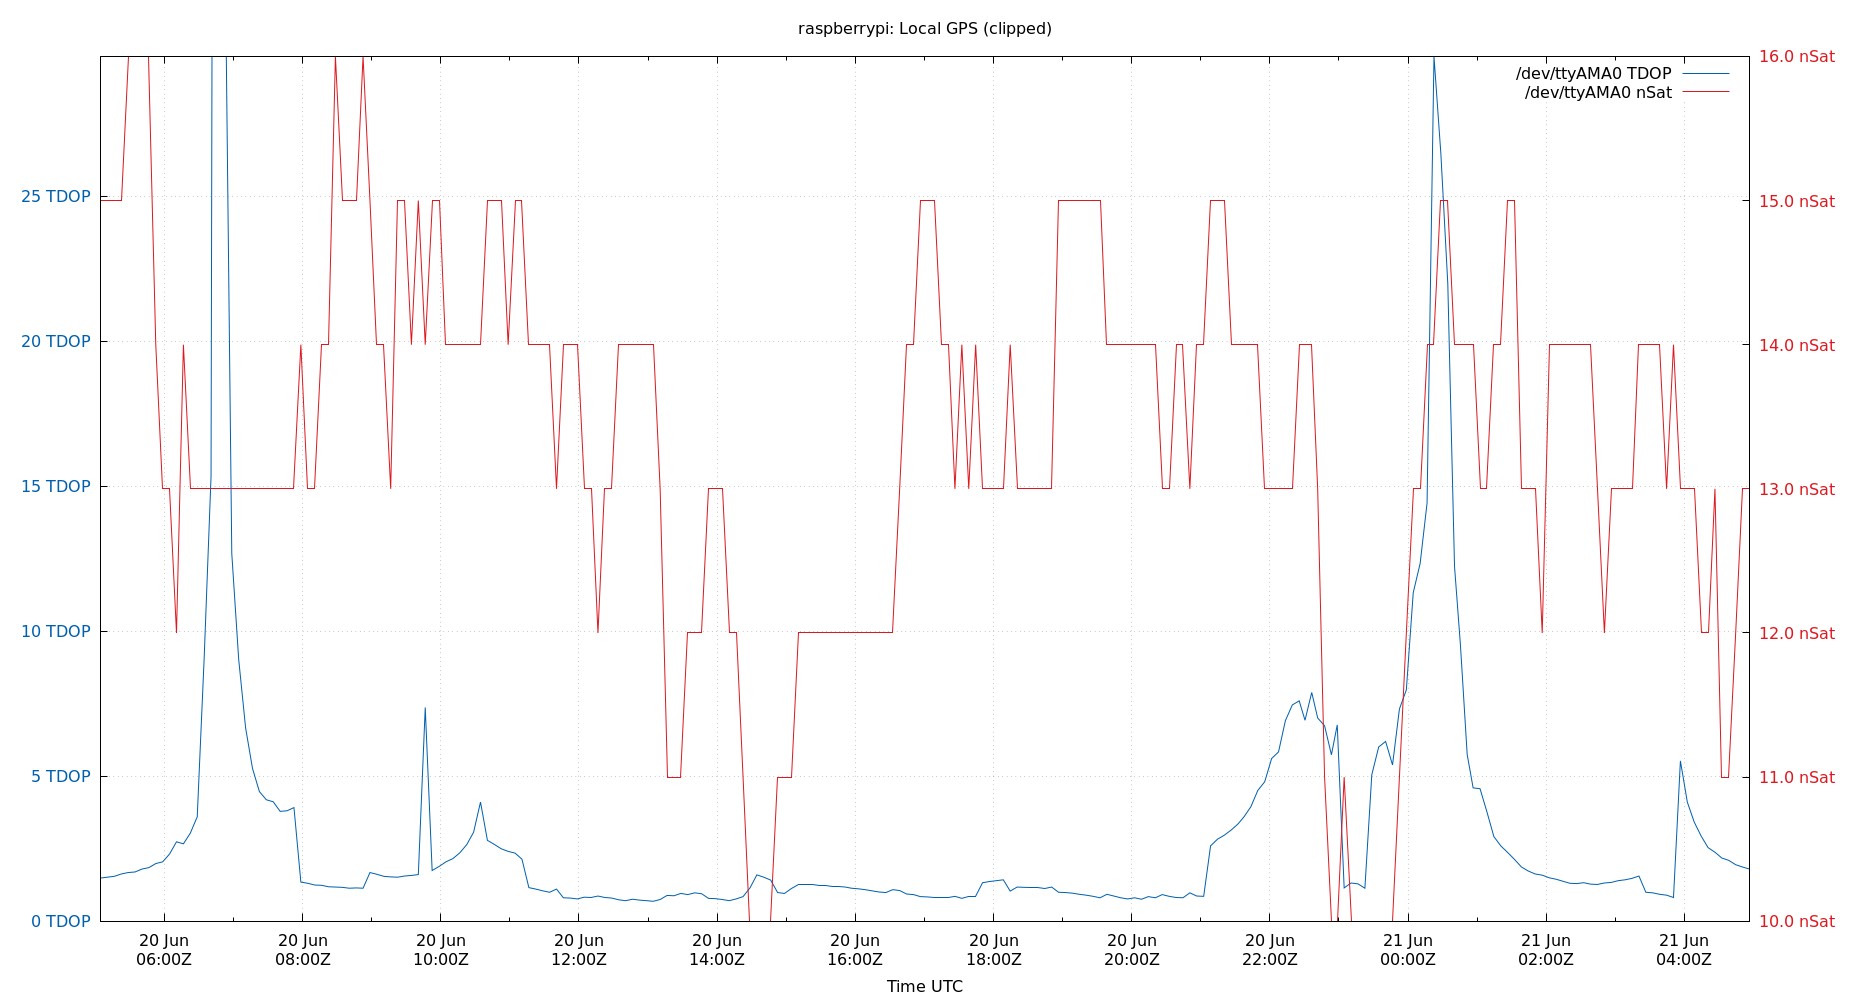 raspberrypi: Local GPS (clipped)
/dev/ttyAMA0 TDOP
/dev/ttyAMA0 nSat
25 TDOP
20 TDOP
15 TDOP
10 TDOP
5 TDOP
0 TDOP
16.0 nSat
15.0 nSat
14.0 nSat
13.0 nSat
12.0 nSat
11.0 nSat
10.0 nSat
20 Jun 20 Jun 20 Jun 20 Jun 20 Jun 20 Jun 20 Jun 20 Jun 20 Jun 21 Jun 21 Jun 21 Jun
06:00Z 08:00Z 10:00Z 12:00Z 14:00Z 16:00Z 18:00Z 20:00Z 22:00Z 00:00Z 02:00Z 04:00Z
Time UTC